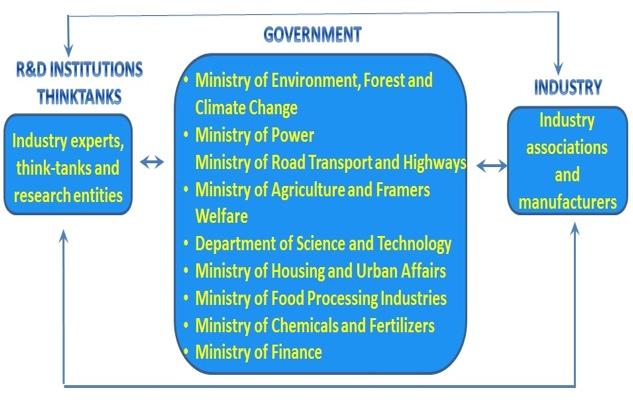 GOVERNMENT
R&D INSTITUTIONS
THINKTANKS
Industry experts,
think-tanks and
research entities
• Ministry of Environment, Forest and
Climate Change
• Ministry of Power
Ministry of Road Transport and Highways
• Ministry of Agriculture and Framers
Welfare
• Department of Science and Technology
• Ministry of Housing and Urban Affairs
• Ministry of Food Processing Industries
• Ministry of Chemicals and Fertilizers
• Ministry of Finance
INDUSTRY
Industry
associations
and
manufacturers